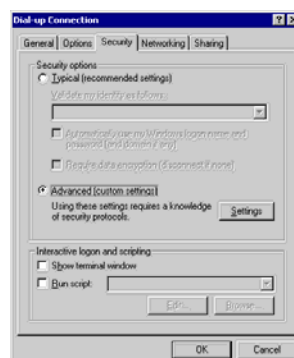 Dial-up Connection
General Options Security Networking Sharing
Security options
Typical (recommended settings)
Validate my identity as follows:
Automatically use my Windows logon name and
password (and domain if any)
Require data encryption (disconnect if none)
Advanced (custom settings)
Using these settings requires a knowledge
of security protocols.
Settings
Interactive logon and scripting
Show terminal window
Run script:
Edit... Browse...
OK Cancel